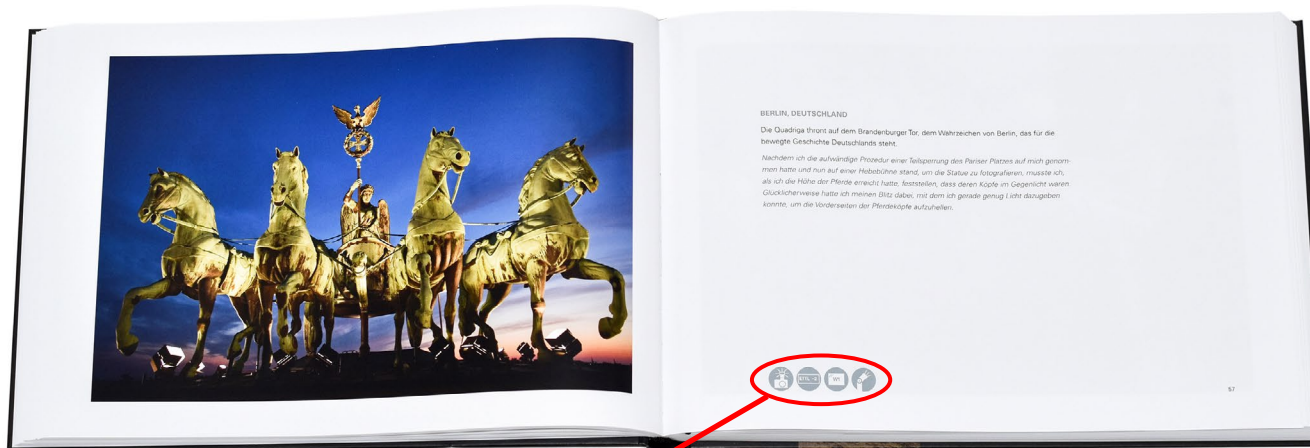 BERLIN, DEUTSCHLAND
Die Quadriga thront auf dem Brandenburger Tor, dem Wahrzeichen von Berlin, das für die
bewegte Geschichte Deutschlands steht.
Nachdem ich die aufwändige Prozedur einer Teilsperrung des Pariser Platzes auf mich genom-
men hatte und nun auf einer Hebebühne stand, um die Statue zu fotografieren, musste ich,
als ich die Höhe der Pferde erreicht hatte, feststellen, dass deren Köpfe im Gegenlicht waren
Glücklicherweise hatte ich meinen Blitz dabei, mit dem ich gerade genug Licht dazugeben
konnte, um die Vorderseiten der Pferdeköpfe aufzuhellen.
57